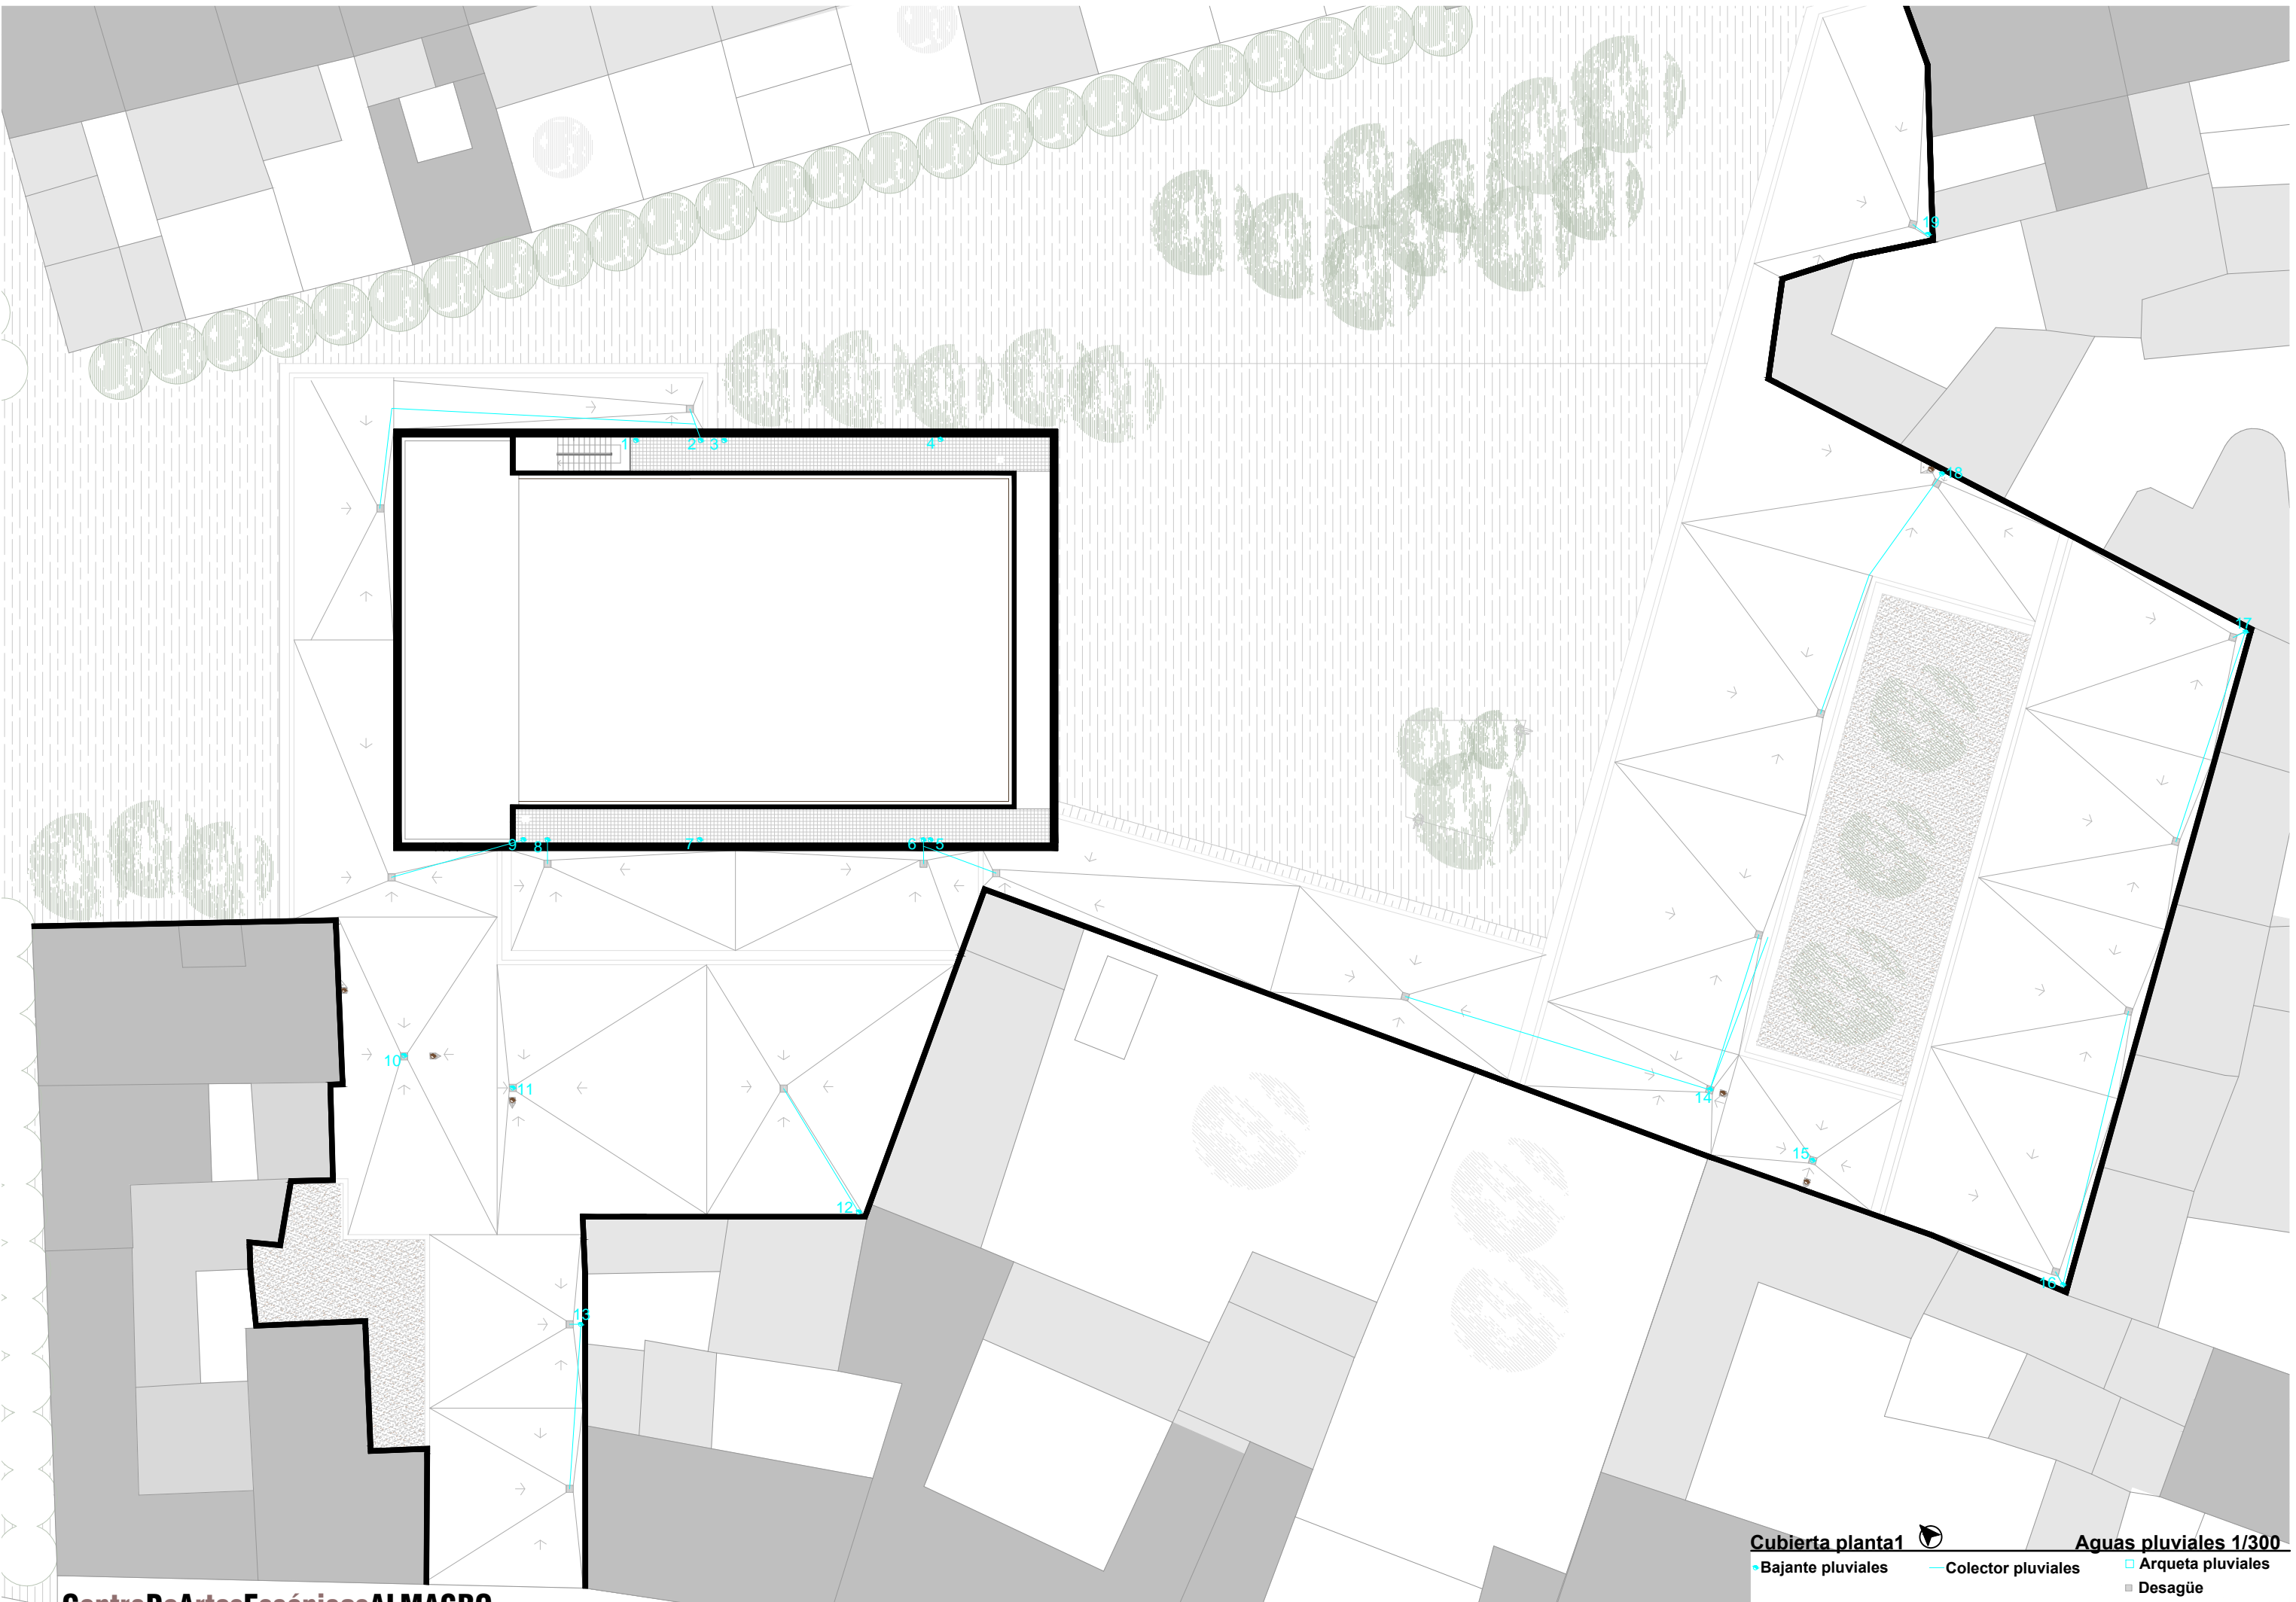 19
1 2 3 4
18
17
9 8 7 6 5
10
11
14
15
12
16
13
Cubierta planta1 Aguas pluviales 1/300
Bajante pluviales Colector pluviales Arqueta pluviales
Desagüe
CentroDeArtesEscénicasALMAGRO